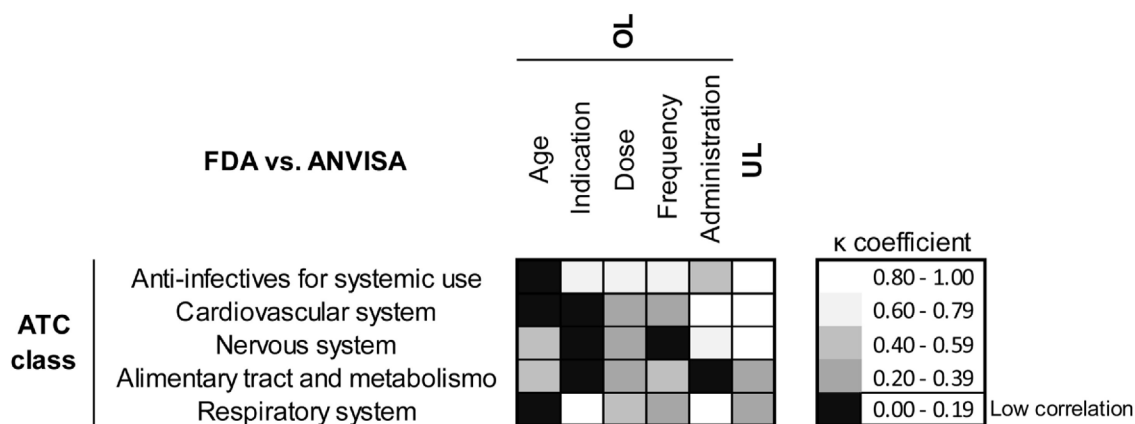 OL
FDA vs. ANVISA
Age
Indication
Dose
Frequency
Administration
UL
ATC
class
Anti-infectives for systemic use
Cardiovascular system
Nervous system
Alimentary tract and metabolismo
Respiratory system
κ coefficient
0.80 - 1.00
0.60 - 0.79
0.40 - 0.59
0.20 - 0.39
0.00 - 0.19 Low correlation